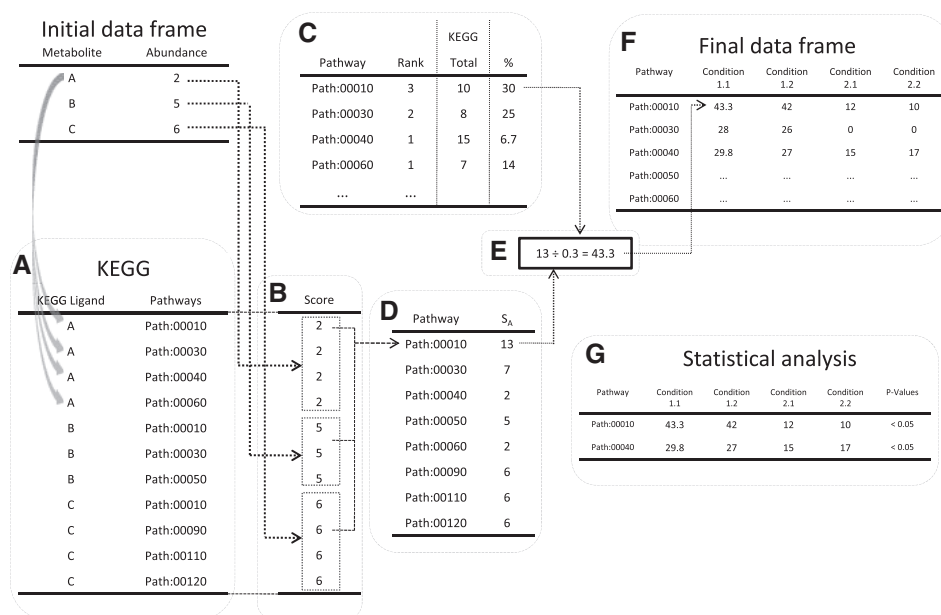 Initial data frame
Metabolite Abundance
A 2
B 5
C 6
A
KEGG
KEGG Ligand Pathways
A Path:00010
A Path:00030
A Path:00040
A Path:00060
B Path:00010
B Path:00030
B Path:00050
C Path:00010
C Path:00090
C Path:00110
C Path:00120
B
Score
2
2
2
2
5
5
5
6
6
6
6
C
KEGG
Pathway Rank Total %
Path:00010 3 10 30
Path:00030 2 8 25
Path:00040 1 15 6.7
Path:00060 1 7 14
... ...
D
Pathway SA
Path:00010 13
Path:00030 7
Path:00040 2
Path:00050 5
Path:00060 2
Path:00090 6
Path:00110 6
Path:00120 6
E
13 ÷ 0.3 = 43.3
F
Final data frame
Pathway Condition Condition Condition Condition
1.1 1.2 2.1 2.2
Path:00010 43.3 42 12 10
Path:00030 28 26 0 0
Path:00040 29.8 27 15 17
Path:00050 ... ... ... ...
Path:00060 ... ... ... ...
G
Statistical analysis
Pathway Condition Condition Condition Condition P-Values
1.1 1.2 2.1 2.2
Path:00010 43.3 42 12 10 < 0.05
Path:00040 29.8 27 15 17 < 0.05